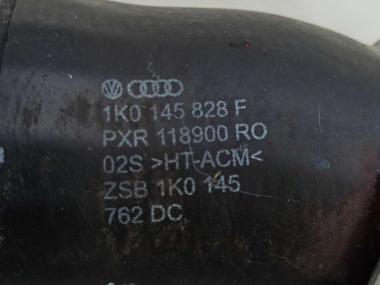 1K0 145 828 F
PXR 118900 RO
02S >HT-ACM<
ZSB 1K0 145
762 DC